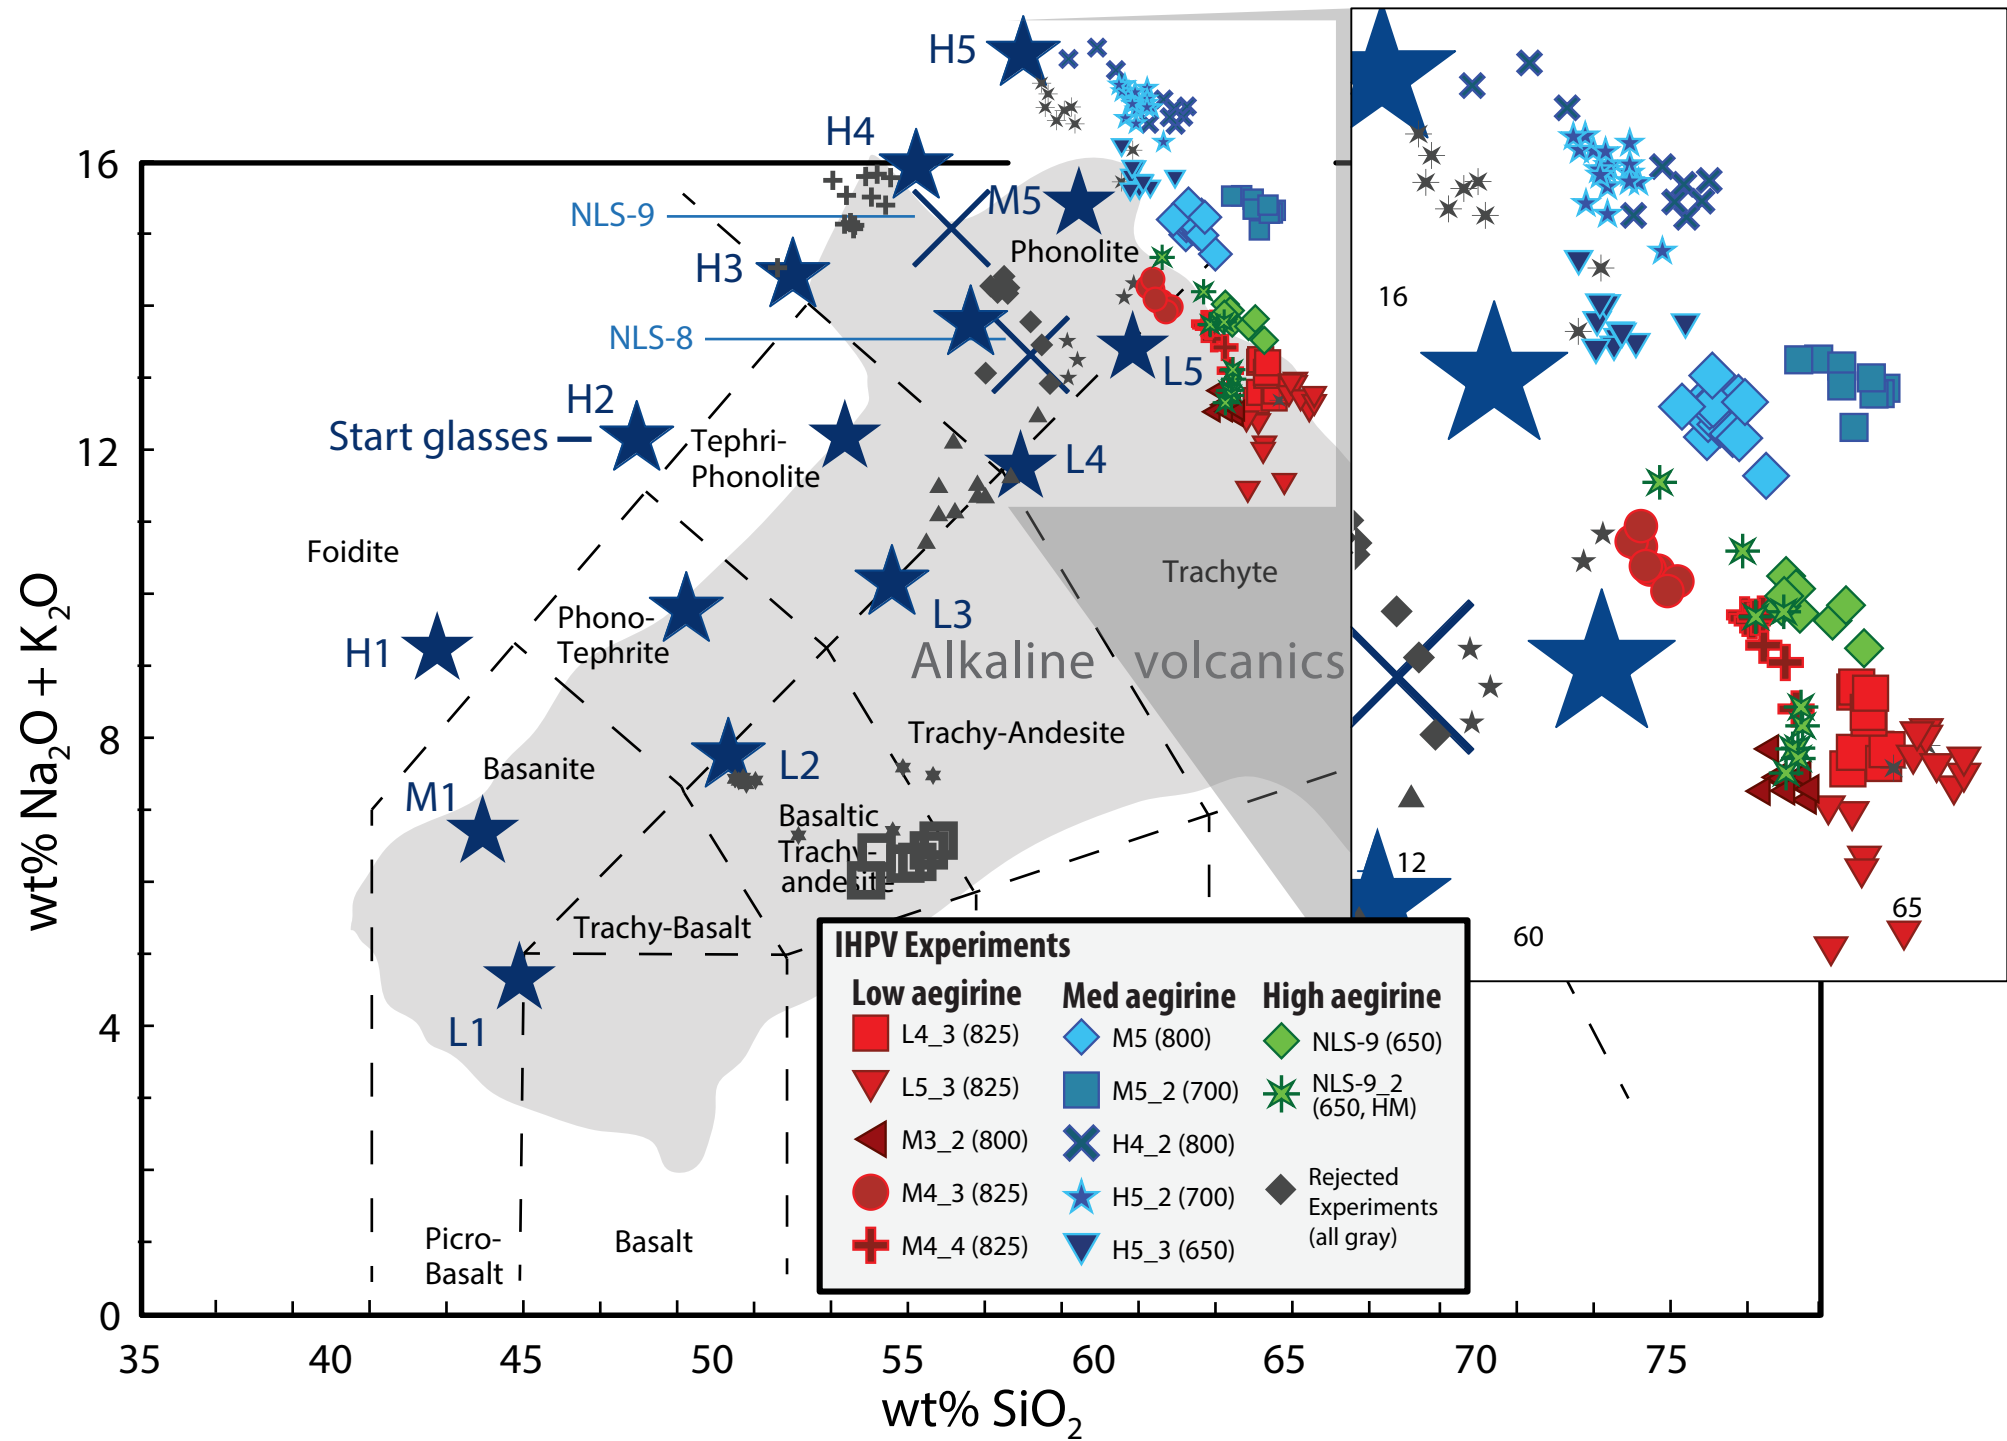 H5
H4
16
NLS-9
M5
Phonolite
H3
16
NLS-8
L5
H2
Start glasses
Tephri-
Phonolite
12
L4
Foidite
Trachyte
Phono-
Tephrite
L3
H1
Alkaline volcanics
Trachy-Andesite
8
Basanite
L2
M1
Basaltic
Trachy-
andesite
12
65
60
Trachy-Basalt
L1
4
wt% Na2O + K2O
IHPV Experiments
Low aegirine
L4_3 (825)
L5_3 (825)
M3_2 (800)
M4_3 (825)
M4_4 (825)
Med aegirine
M5 (800)
M5_2 (700)
H4_2 (800)
H5_2 (700)
H5_3 (650)
High aegirine
NLS-9 (650)
NLS-9_2
(650, HM)
Rejected
Experiments
(all gray)
Picro-
Basalt
Basalt
0
35 40 45 50 55 60 65 70 75
wt% SiO2